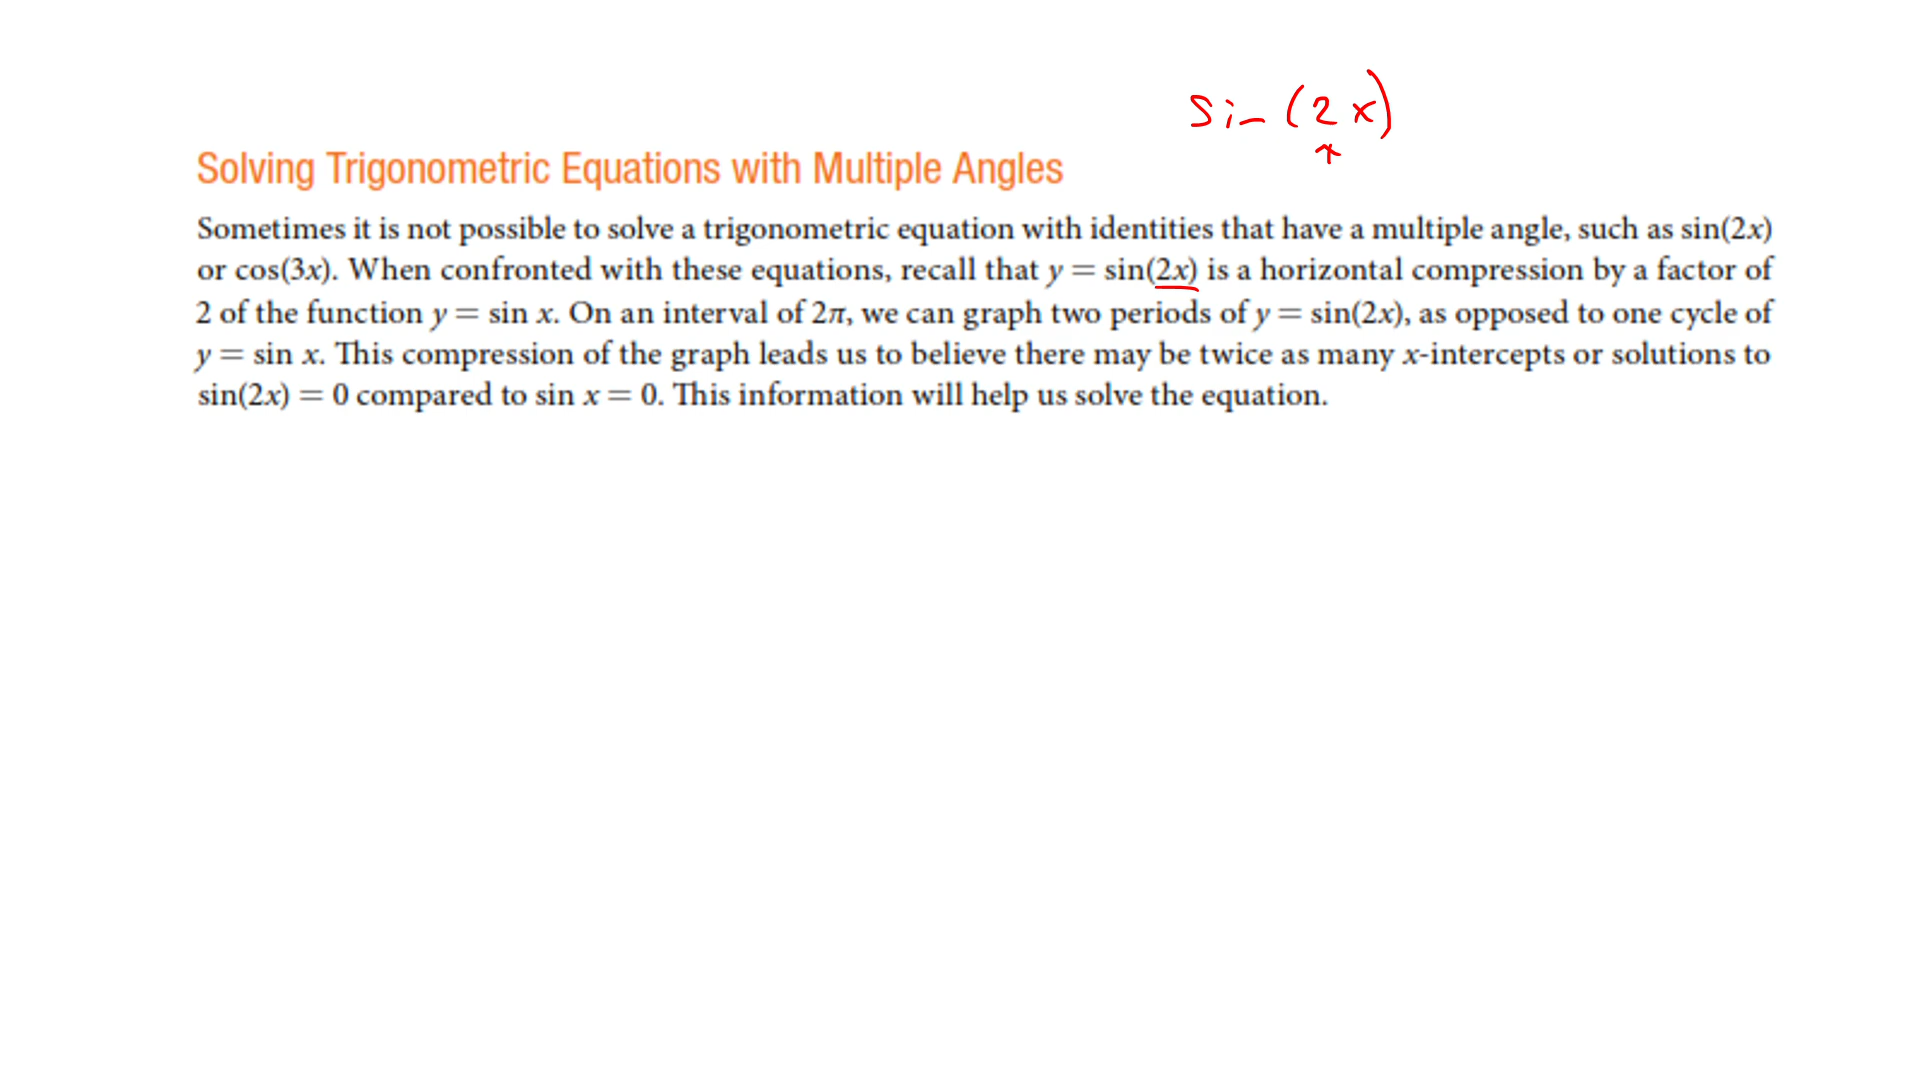 sin (2x)
x
Solving Trigonometric Equations with Multiple Angles
Sometimes it is not possible to solve a trigonometric equation with identities that have a multiple angle, such as sin(2x)
or cos(3x). When confronted with these equations, recall that y = sin(2x) is a horizontal compression by a factor of
2 of the function y = sin x. On an interval of 2π, we can graph two periods of y = sin(2x), as opposed to one cycle of
y = sin x. This compression of the graph leads us to believe there may be twice as many x-intercepts or solutions to
sin(2x) = 0 compared to sin x = 0. This information will help us solve the equation.